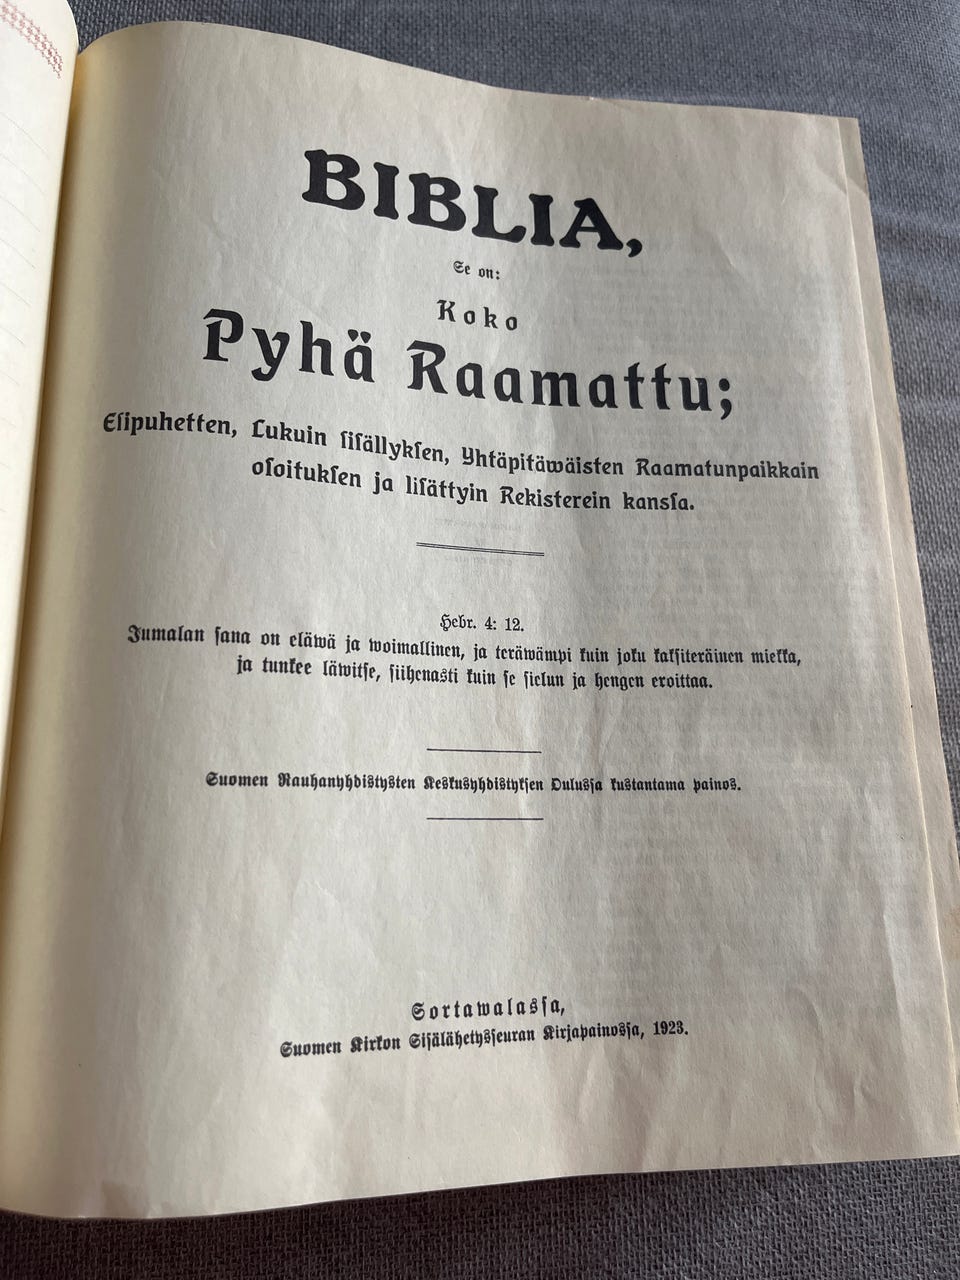 BIBLIA,
Se on:
Koko
Pyhä Raamattu;
Eſipuhetten, Lukuin ſiſällykſen, Yhtäpitäwäisten Raamatunpaikkain
oſoitukſen ja liſättyin Rekisterein kansſa.
Hebr. 4: 12.
Jumalan ſana on eläwä ja woimallinen, ja teräwämpi kuin joku kakſiteräinen miekka,
ja tunkee läwitſe, ſiihenasti kuin ſe ſielun ja hengen eroittaa.
Suomen Rauhanyhdistysten Keskusyhdistykſen Oulusſa kustantama painos.
Sortawalasſa,
Suomen Kirkon Siſälähetysſeuran Kirjapainosſa, 1923.